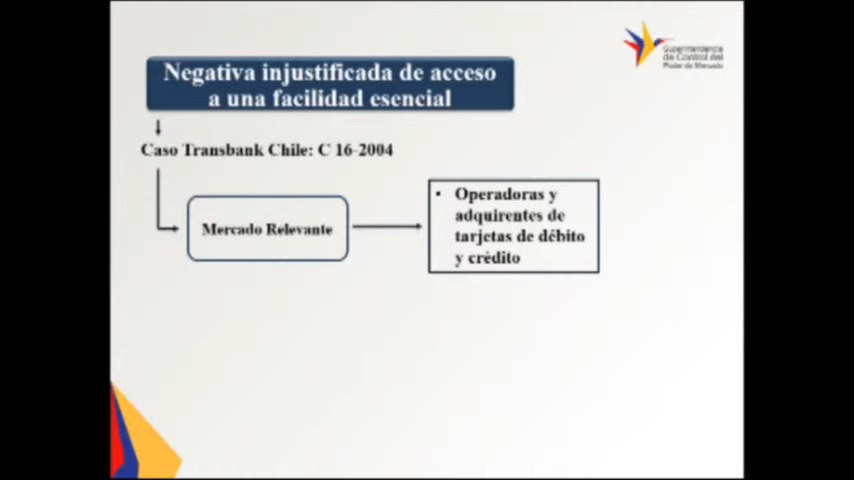 Superintendencia
de Control del
Poder de Mercado
Negativa injustificada de acceso
a una facilidad esencial
Caso Transbank Chile: C 16-2004
Mercado Relevante
• Operadoras y
adquirentes de
tarjetas de débito
y crédito